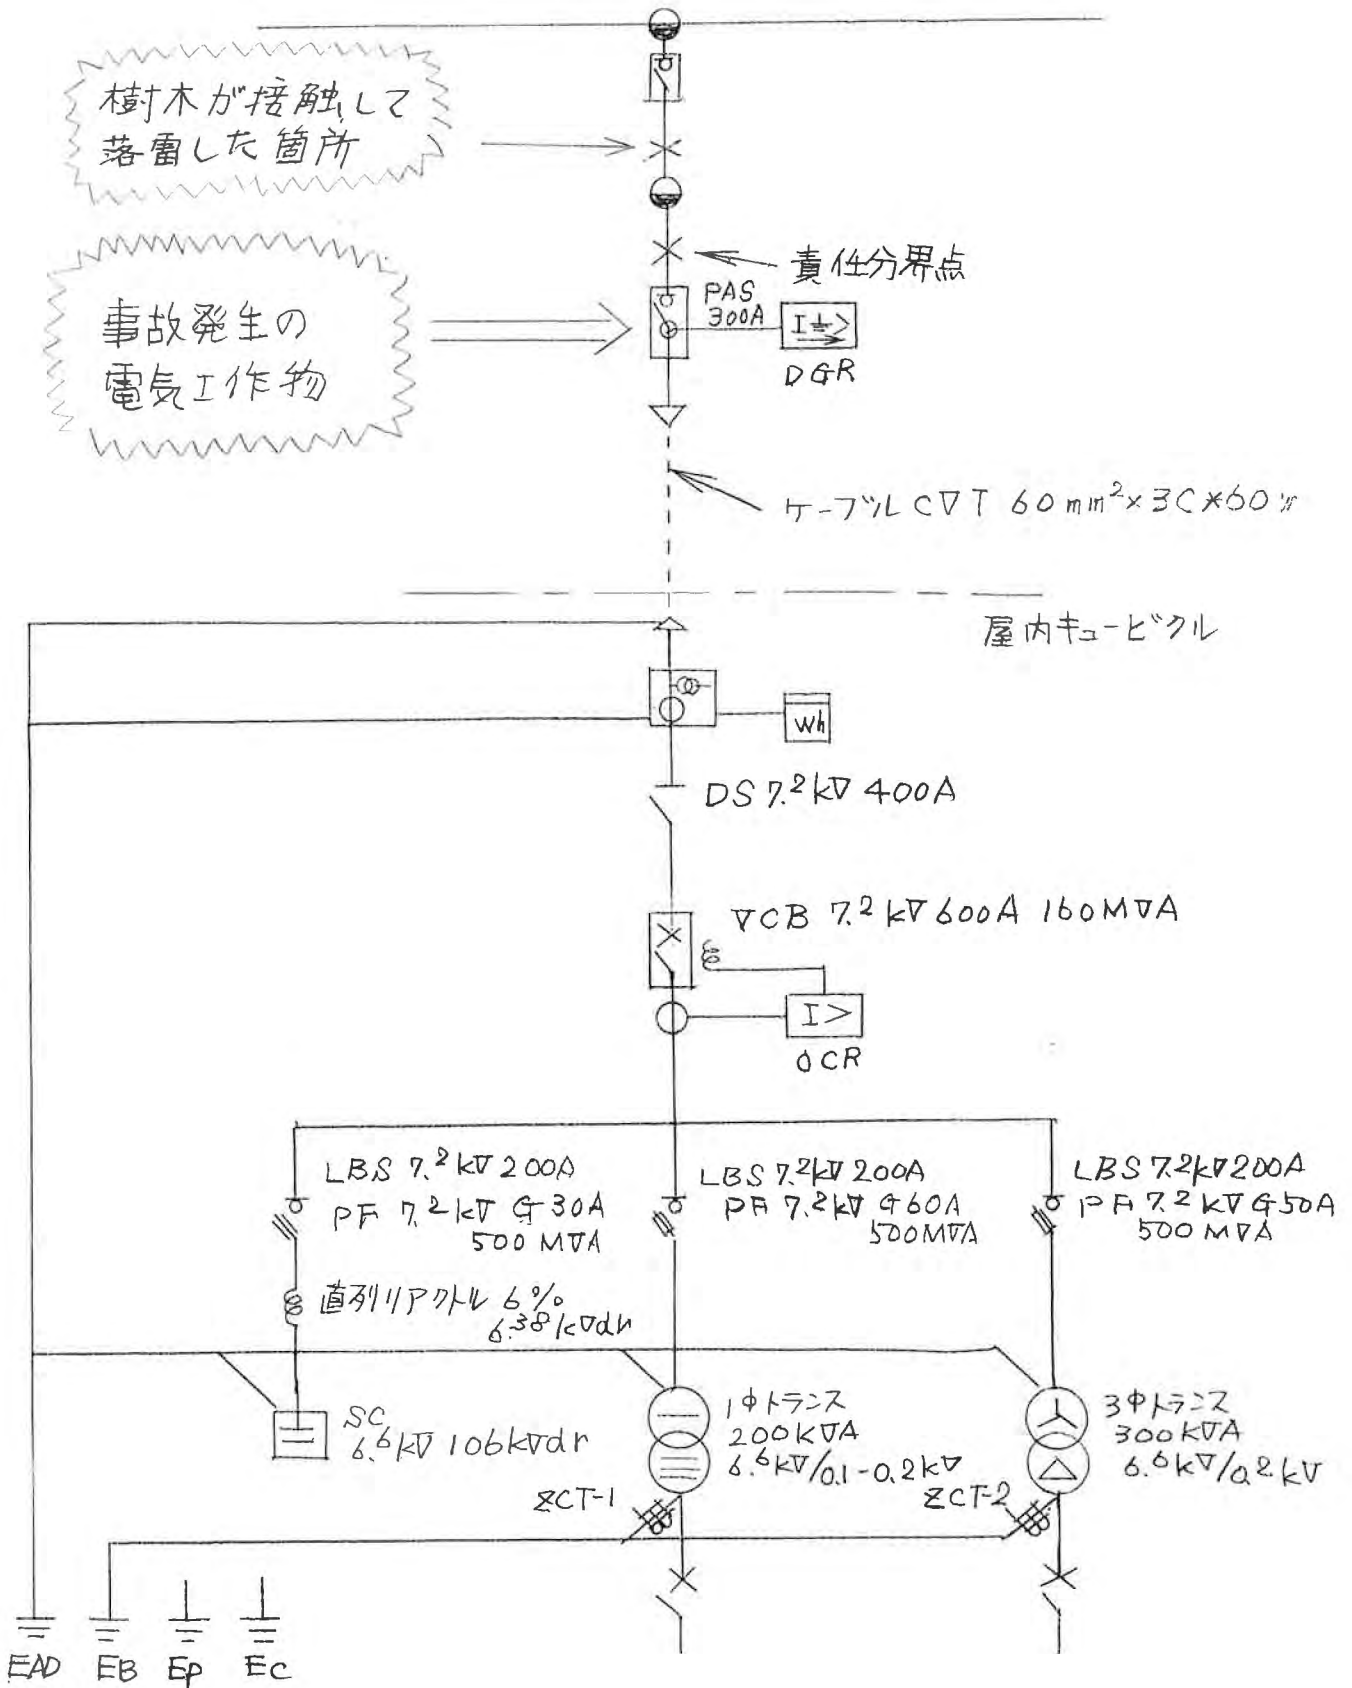 樹木が接触して
落雷した箇所
責任分界点
事故発生の
電気工作物
PAS
300A
I⏚>
DGR
ケーブル CVT 60mm²×3C*60㍍
屋内キュービクル
Wh
DS 7.2kV 400A
VCB 7.2kV 600A 160MVA
I>
OCR
LBS 7.2kV 200A
PF 7.2kV G30A
500MVA
LBS 7.2kV 200A
PF 7.2kV G60A
500MVA
LBS 7.2kV 200A
PF 7.2kV G50A
500MVA
直列リアクトル 6%
6.38kvar
SC
6.6kV 106kvar
1φトランス
200kVA
6.6kV/0.1-0.2kV
3φトランス
300kVA
6.6kV/0.2kV
ZCT-1
ZCT-2
EAD
EB
EP
EC